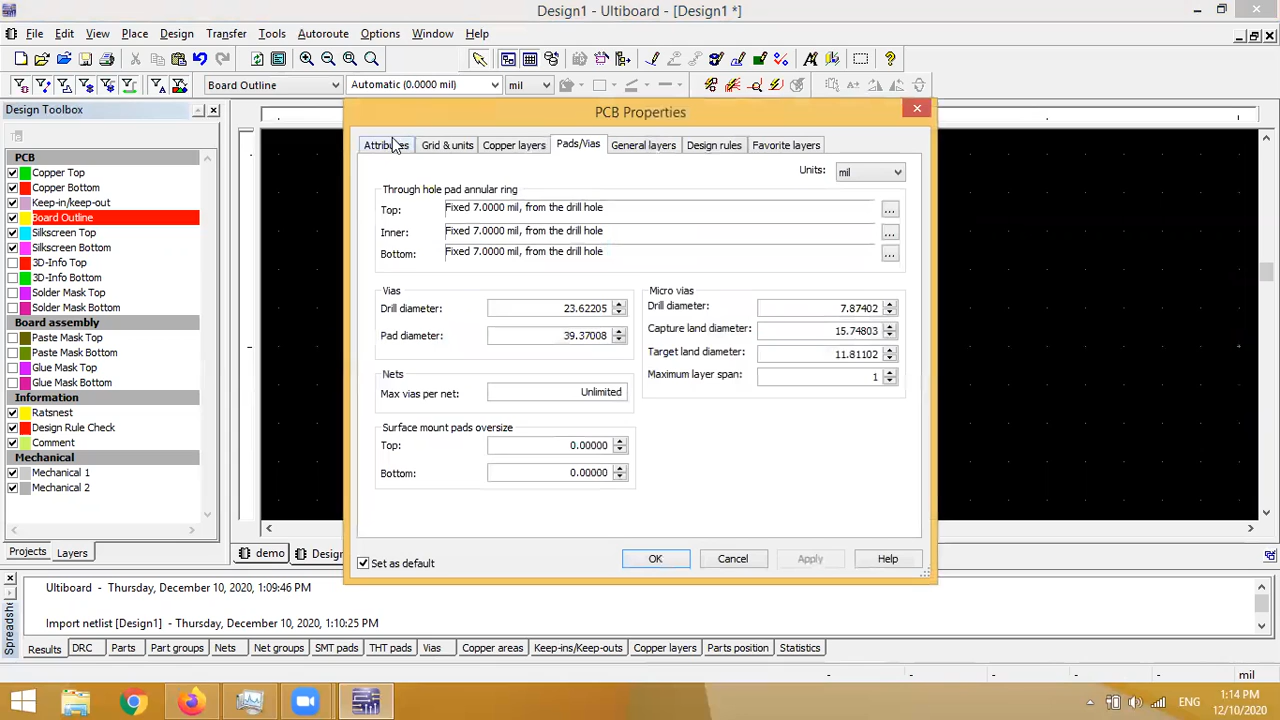 Design1 - Ultiboard - [Design1 *]
File Edit View Place Design Transfer Tools Autoroute Options Window Help
Board Outline Automatic (0.0000 mil) mil
Design Toolbox
PCB
Copper Top
Copper Bottom
Keep-in/keep-out
Board Outline
Silkscreen Top
Silkscreen Bottom
3D-Info Top
3D-Info Bottom
Solder Mask Top
Solder Mask Bottom
Board assembly
Paste Mask Top
Paste Mask Bottom
Glue Mask Top
Glue Mask Bottom
Information
Ratsnest
Design Rule Check
Comment
Mechanical
Mechanical 1
Mechanical 2
Projects Layers
PCB Properties
Attributes Grid & units Copper layers Pads/Vias General layers Design rules Favorite layers
Units: mil
Through hole pad annular ring
Top: Fixed 7.0000 mil, from the drill hole ...
Inner: Fixed 7.0000 mil, from the drill hole ...
Bottom: Fixed 7.0000 mil, from the drill hole ...
Vias
Drill diameter: 23.62205
Pad diameter: 39.37008
Nets
Max vias per net: Unlimited
Surface mount pads oversize
Top: 0.00000
Bottom: 0.00000
Micro vias
Drill diameter: 7.87402
Capture land diameter: 15.74803
Target land diameter: 11.81102
Maximum layer span: 1
Set as default OK Cancel Apply Help
demo Design
Ultiboard - Thursday, December 10, 2020, 1:09:46 PM
Import netlist [Design1] - Thursday, December 10, 2020, 1:10:25 PM
Spreadsh
Results DRC Parts Part groups Nets Net groups SMT pads THT pads Vias Copper areas Keep-ins/Keep-outs Copper layers Parts position Statistics
- - - - mil
ENG 1:14 PM
12/10/2020